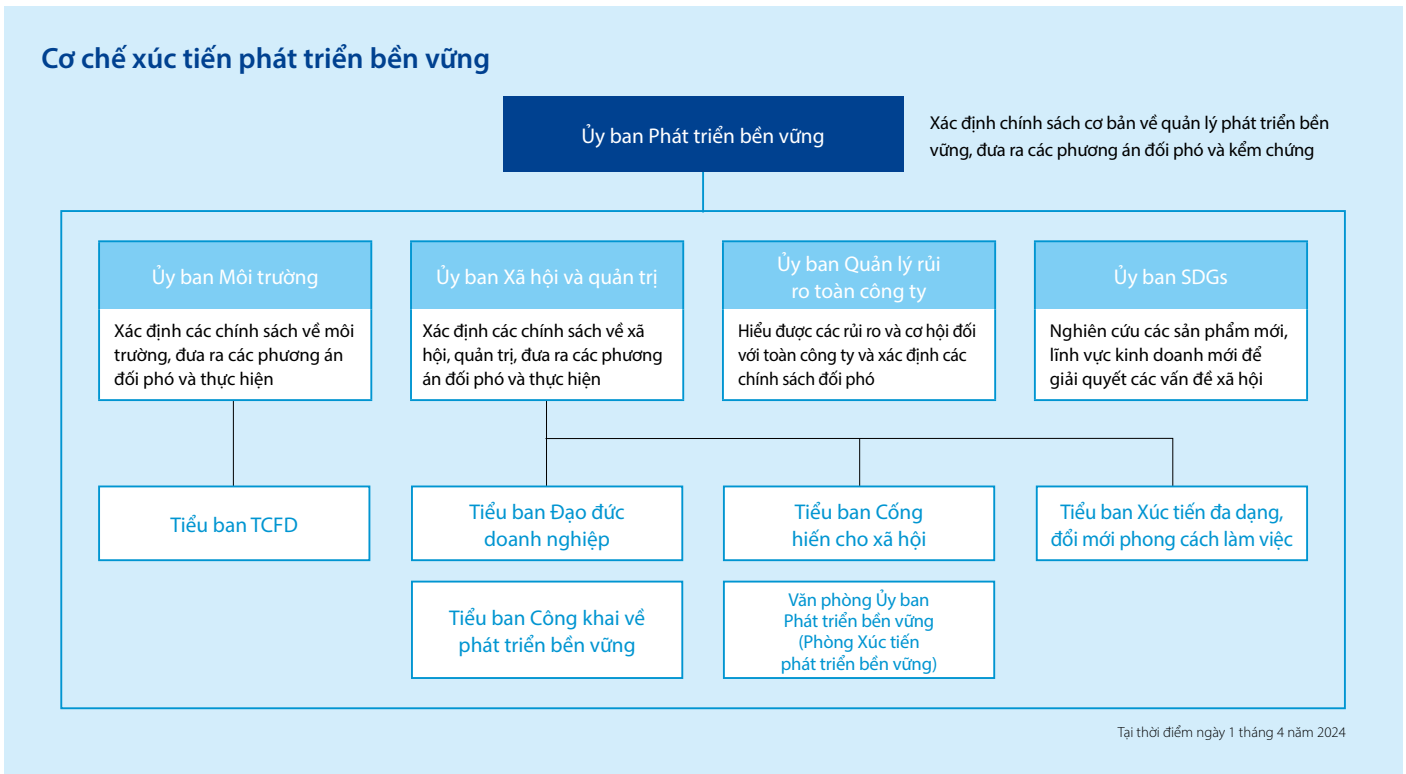 Cơ chế xúc tiến phát triển bền vững
Ủy ban Phát triển bền vững
Xác định chính sách cơ bản về quản lý phát triển bền
vững, đưa ra các phương án đối phó và kểm chứng
Ủy ban Môi trường
Xác định các chính sách về môi
trường, đưa ra các phương án
đối phó và thực hiện
Ủy ban Xã hội và quản trị
Xác định các chính sách về xã
hội, quản trị, đưa ra các phương
án đối phó và thực hiện
Ủy ban Quản lý rủi
ro toàn công ty
Hiểu được các rủi ro và cơ hội đối
với toàn công ty và xác định các
chính sách đối phó
Ủy ban SDGs
Nghiên cứu các sản phẩm mới,
lĩnh vực kinh doanh mới để
giải quyết các vấn đề xã hội
Tiểu ban TCFD
Tiểu ban Đạo đức
doanh nghiệp
Tiểu ban Cống
hiến cho xã hội
Tiểu ban Xúc tiến đa dạng,
đổi mới phong cách làm việc
Tiểu ban Công khai về
phát triển bền vững
Văn phòng Ủy ban
Phát triển bền vững
(Phòng Xúc tiến
phát triển bền vững)
Tại thời điểm ngày 1 tháng 4 năm 2024